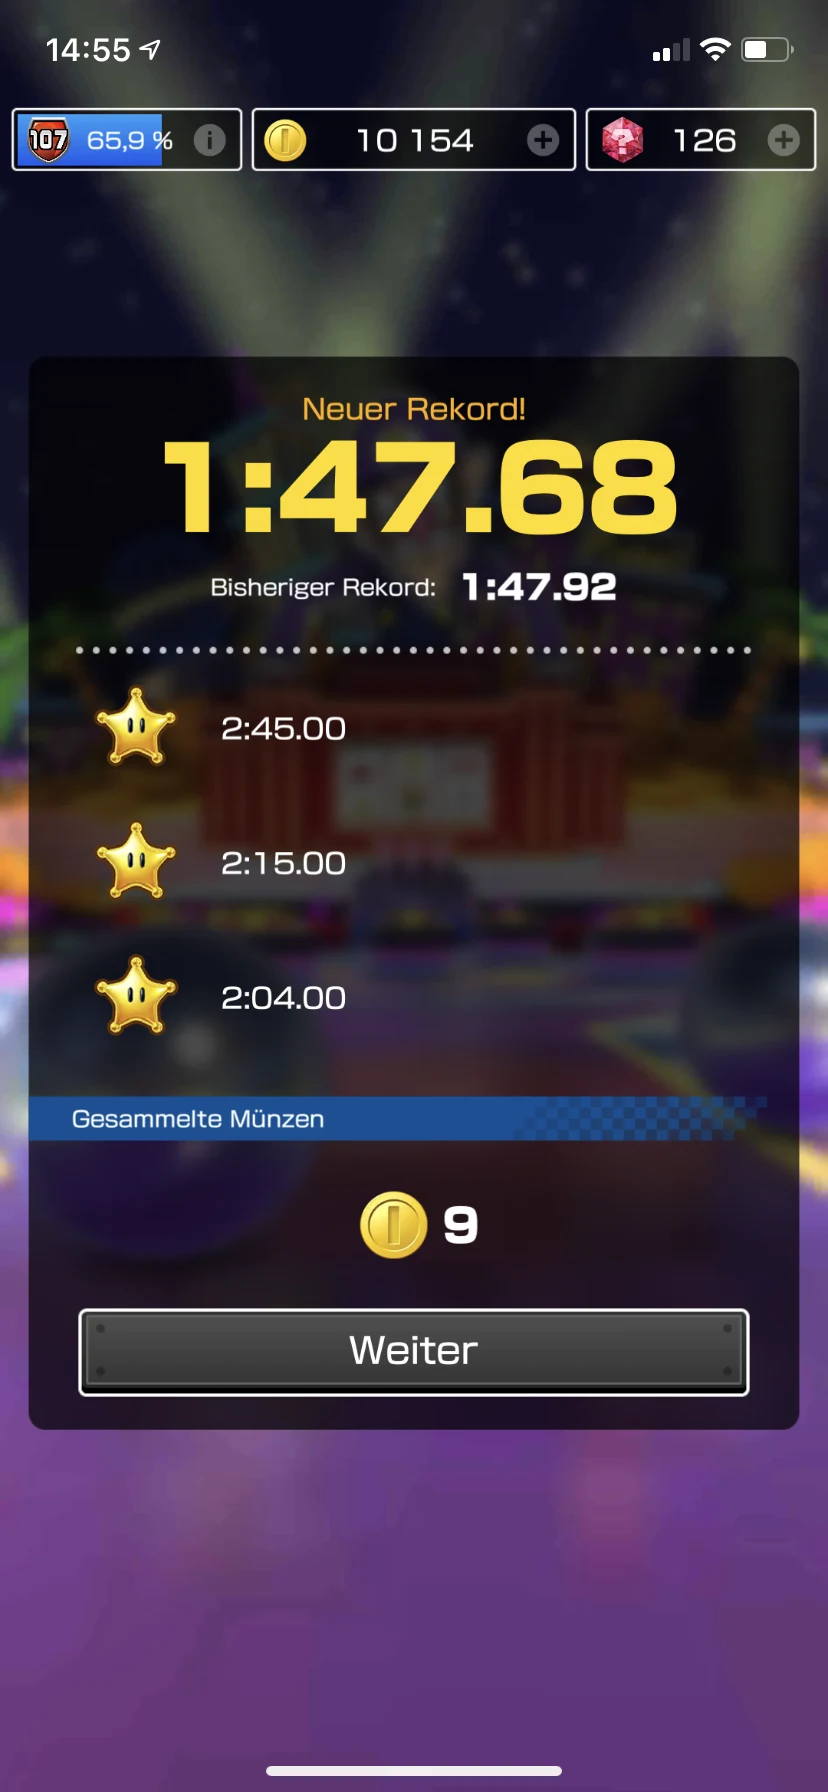 14:55
107 65,9 % i 10 154 + ? 126 +
Neuer Rekord!
1:47.68
Bisheriger Rekord: 1:47.92
2:45.00
2:15.00
2:04.00
Gesammelte Münzen
9
Weiter